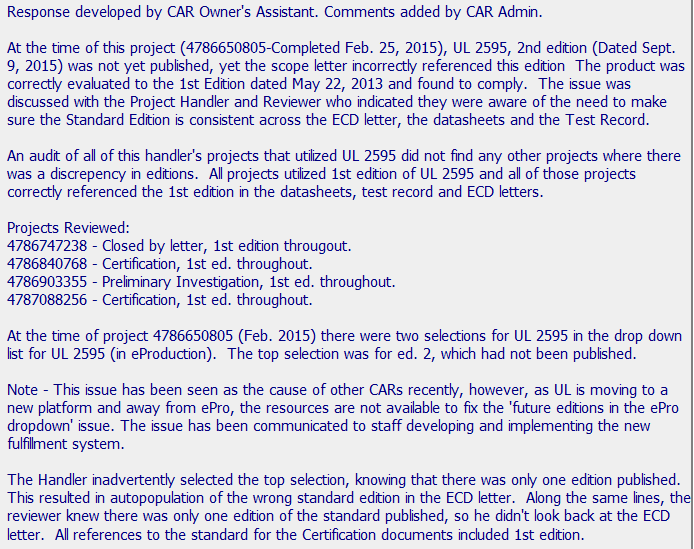 Response developed by CAR Owner's Assistant. Comments added by CAR Admin.
At the time of this project (4786650805-Completed Feb. 25, 2015), UL 2595, 2nd edition (Dated Sept.
9, 2015) was not yet published, yet the scope letter incorrectly referenced this edition  The product was
correctly evaluated to the 1st Edition dated May 22, 2013 and found to comply.  The issue was
discussed with the Project Handler and Reviewer who indicated they were aware of the need to make
sure the Standard Edition is consistent across the ECD letter, the datasheets and the Test Record.
An audit of all of this handler's projects that utilized UL 2595 did not find any other projects where there
was a discrepency in editions.  All projects utilized 1st edition of UL 2595 and all of those projects
correctly referenced the 1st edition in the datasheets, test record and ECD letters.
Projects Reviewed:
4786747238 - Closed by letter, 1st edition througout.
4786840768 - Certification, 1st ed. throughout.
4786903355 - Preliminary Investigation, 1st ed. throughout.
4787088256 - Certification, 1st ed. throughout.
At the time of project 4786650805 (Feb. 2015) there were two selections for UL 2595 in the drop down
list for UL 2595 (in eProduction).  The top selection was for ed. 2, which had not been published.
Note - This issue has been seen as the cause of other CARs recently, however, as UL is moving to a
new platform and away from ePro, the resources are not available to fix the 'future editions in the ePro
dropdown' issue. The issue has been communicated to staff developing and implementing the new
fulfillment system.
The Handler inadvertently selected the top selection, knowing that there was only one edition published.
This resulted in autopopulation of the wrong standard edition in the ECD letter.  Along the same lines, the
reviewer knew there was only one edition of the standard published, so he didn't look back at the ECD
letter.  All references to the standard for the Certification documents included 1st edition.